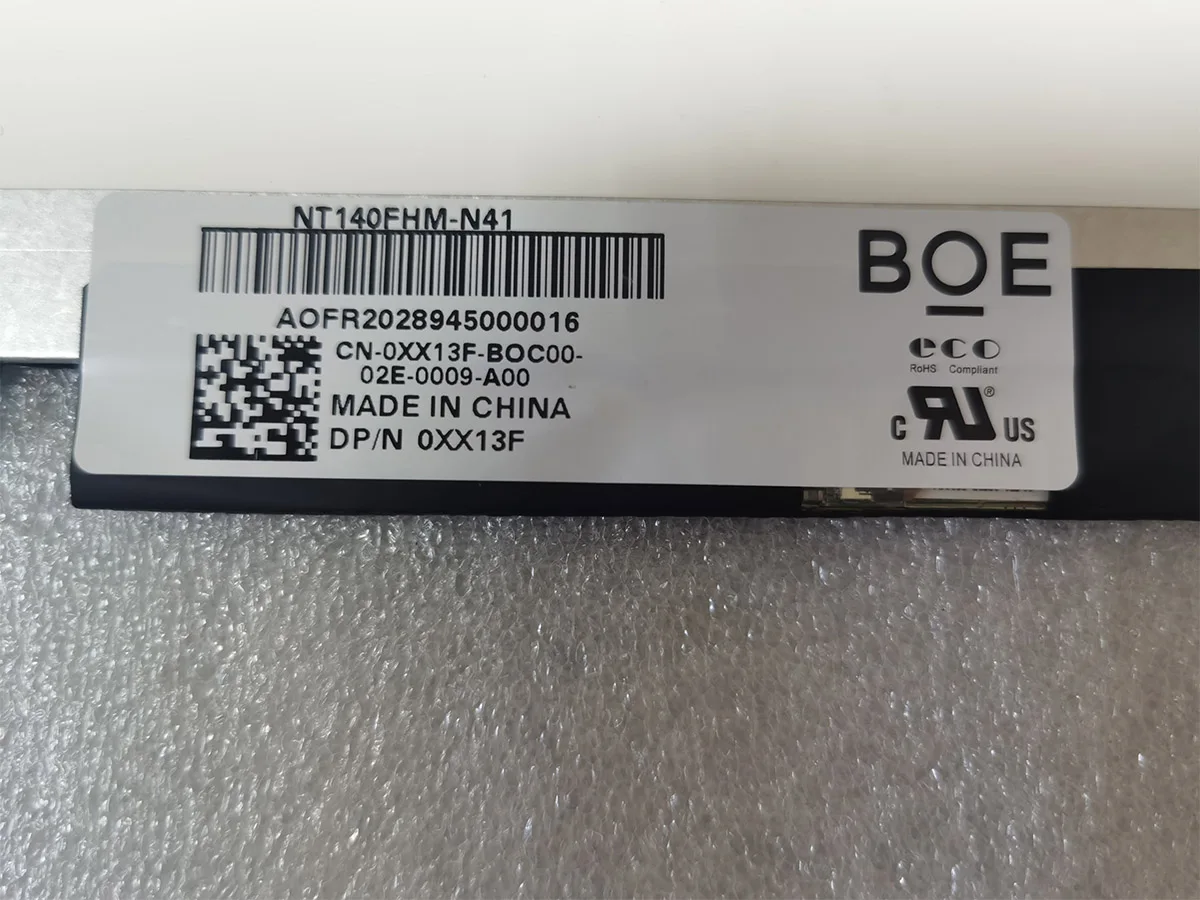 NT140FHM-N41
AOFR2028945000016
CN-0XX13F-BOC00-
02E-0009-A00
MADE IN CHINA
DP/N 0XX13F
BOE
eco
RoHS Compliant
C UL® US
MADE IN CHINA